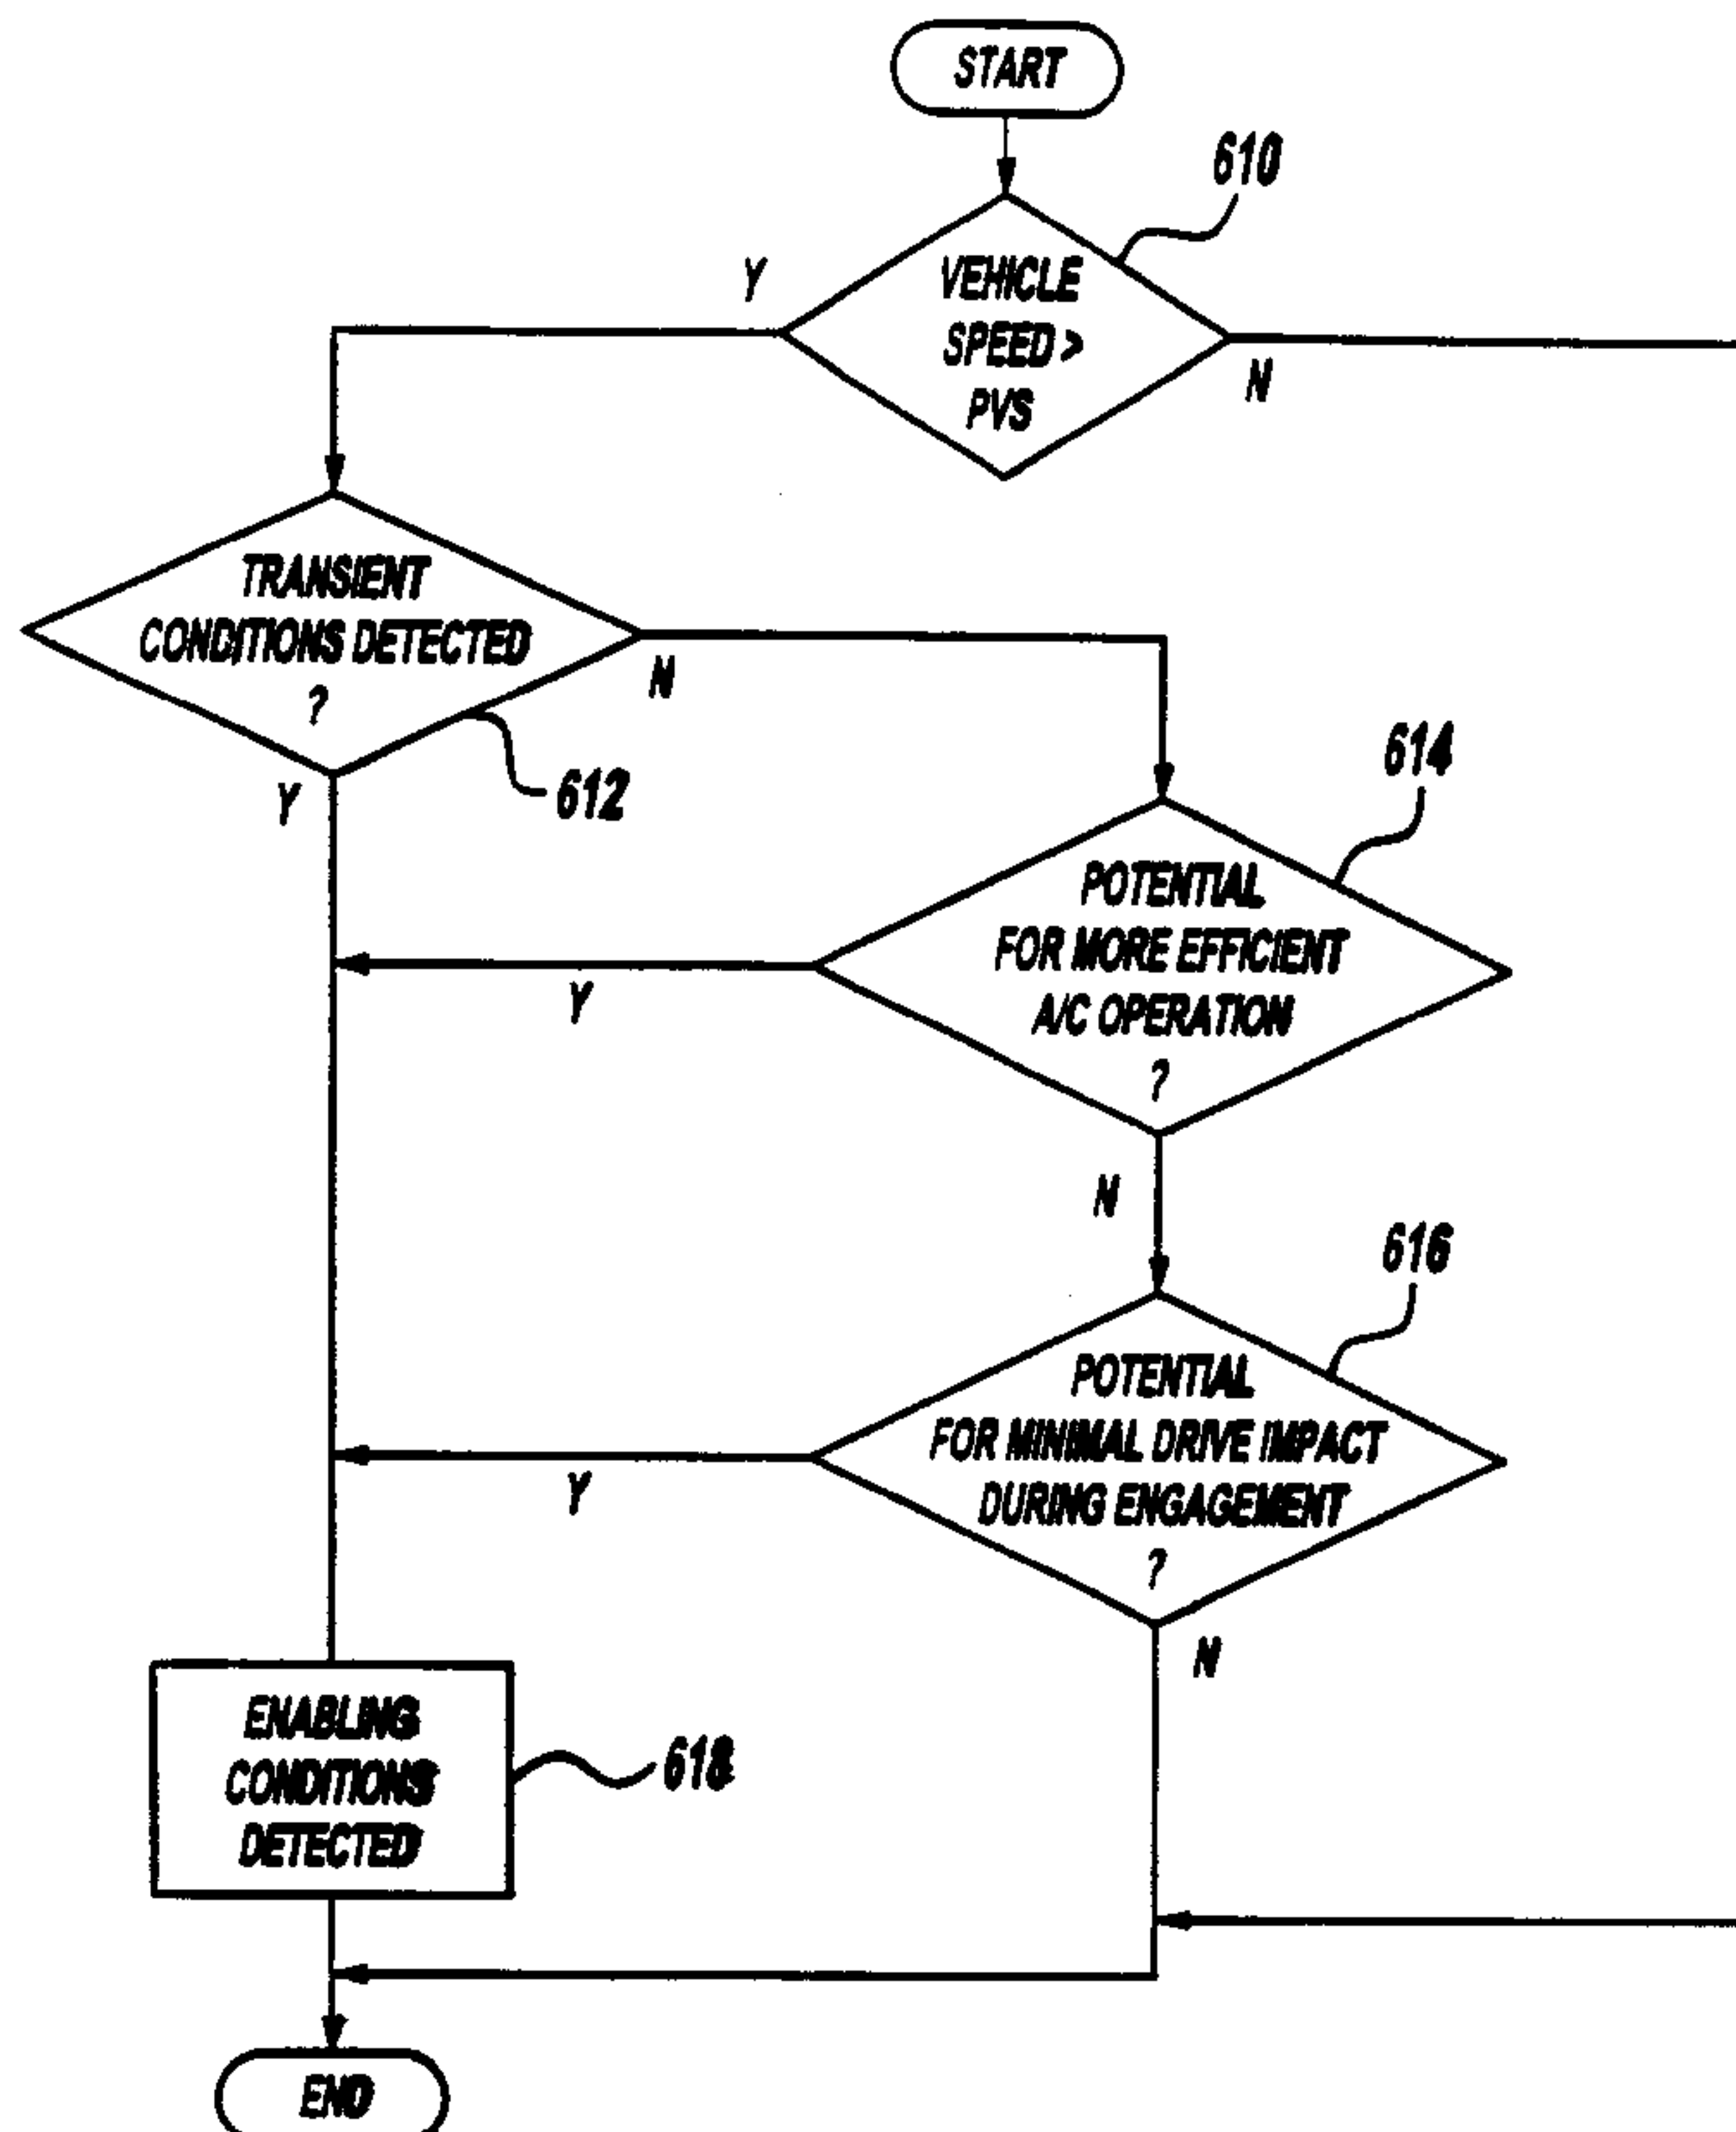 START
610
Y
VEHICLE
SPEED >
PVS
N
TRANSIENT
CONDITIONS DETECTED
?
N
Y
612
614
POTENTIAL
FOR MORE EFFICIENT
A/C OPERATION
?
Y
N
616
POTENTIAL
FOR MINIMAL DRIVE IMPACT
DURING ENGAGEMENT
?
Y
N
ENABLING
CONDITIONS
DETECTED
618
END